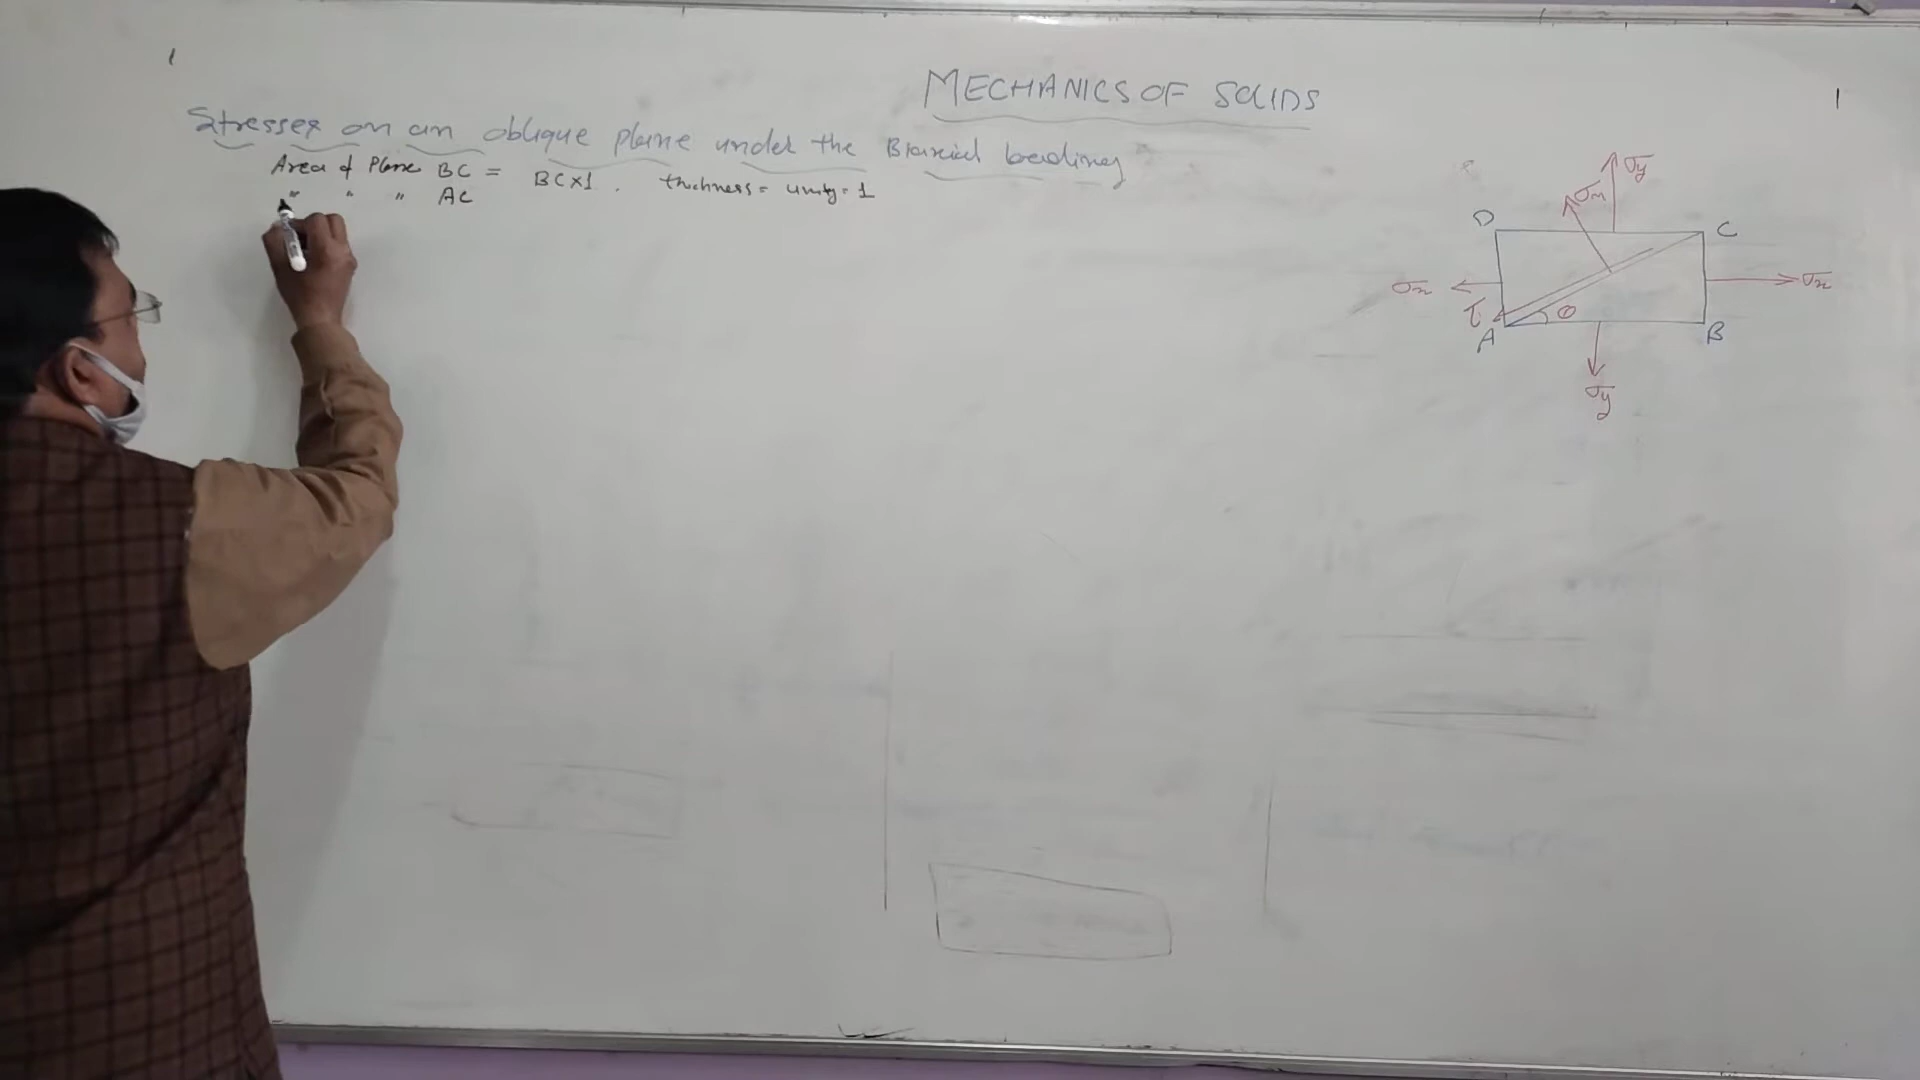 MECHANICS OF SOLIDS
Stresses on an oblique plane under the Biaxial loading
Area of Plane BC = BC×1, thickness = unity = 1
" " " AC
σy
σn
D
C
σx
σx
τ
θ
A
B
σy